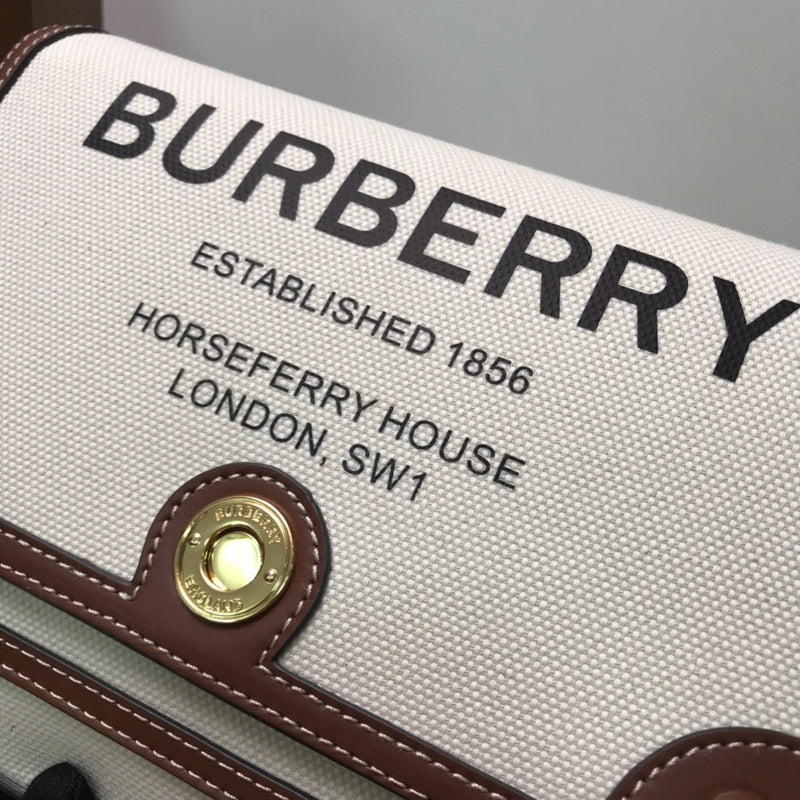 BURBERRY
ESTABLISHED 1856
HORSEFERRY HOUSE
LONDON, SW1
BURBERRY
ENGLAND